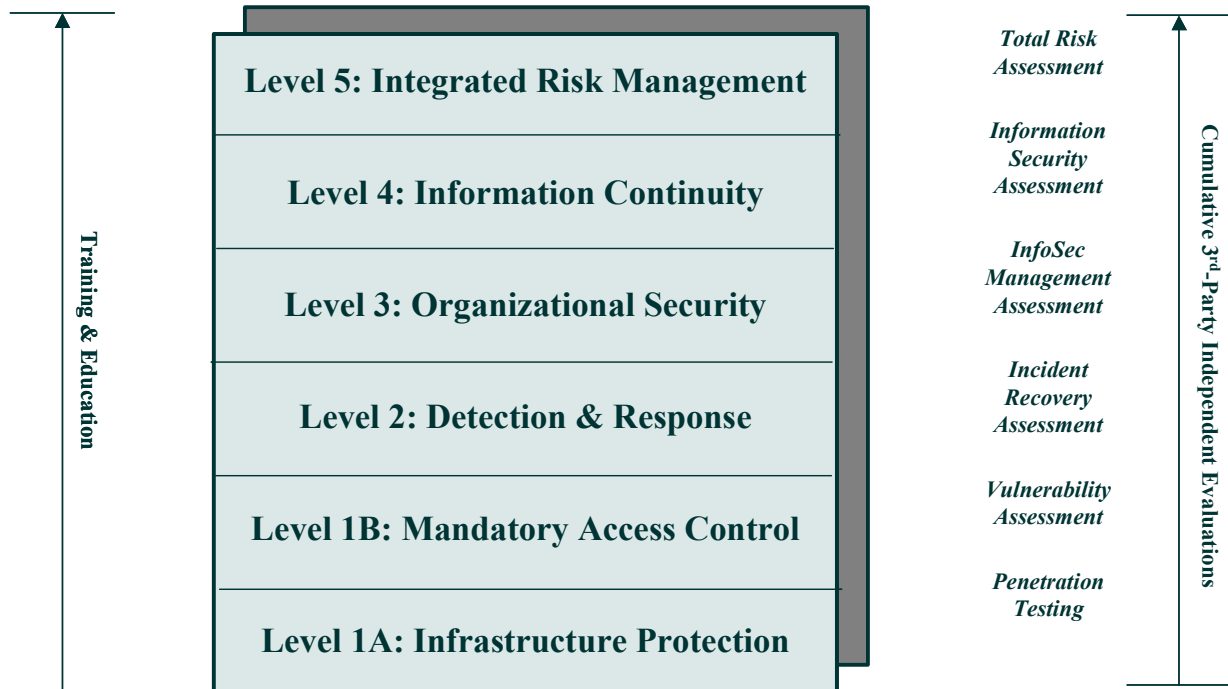 Level 5: Integrated Risk Management
Level 4: Information Continuity
Level 3: Organizational Security
Level 2: Detection & Response
Level 1B: Mandatory Access Control
Level 1A: Infrastructure Protection
Training & Education
Total Risk
Assessment
Information
Security
Assessment
InfoSec
Management
Assessment
Incident
Recovery
Assessment
Vulnerability
Assessment
Penetration
Testing
Cumulative 3rd-Party Independent Evaluations